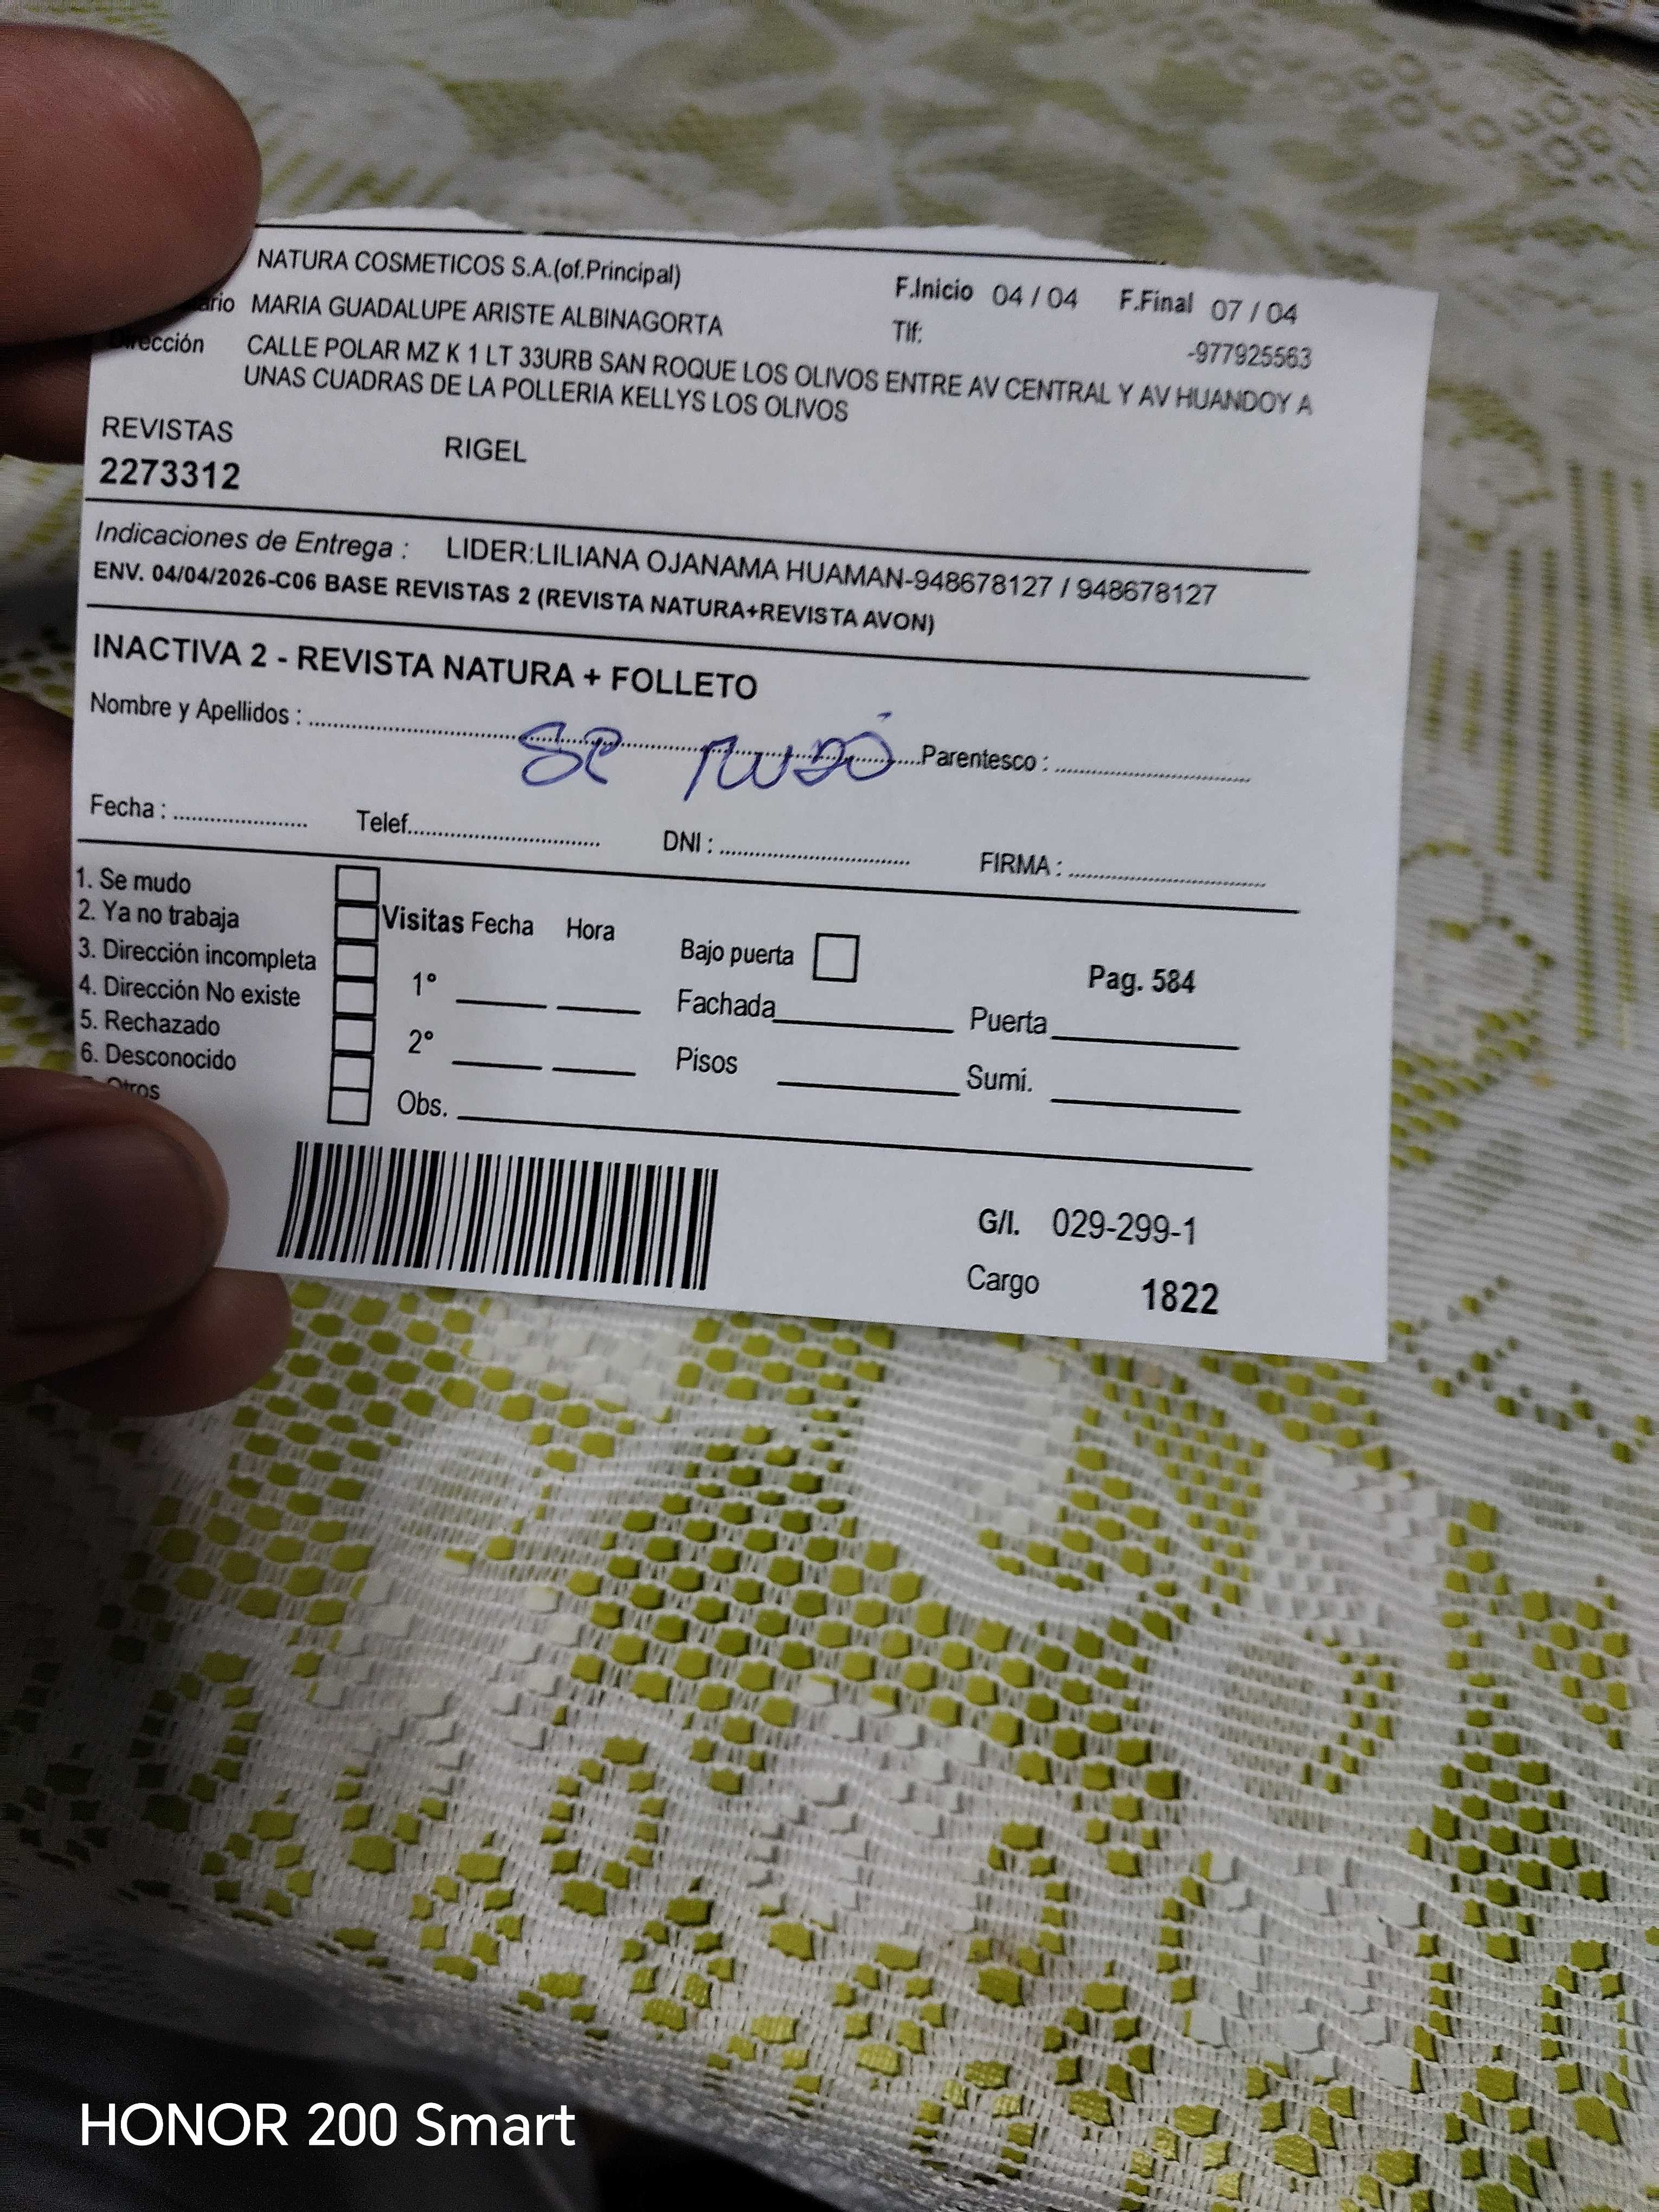 NATURA COSMETICOS S.A.(of.Principal)
F.Inicio 04 / 04 F.Final 07 / 04
ario MARIA GUADALUPE ARISTE ALBINAGORTA
Tlf: -977925563
Dirección CALLE POLAR MZ K 1 LT 33URB SAN ROQUE LOS OLIVOS ENTRE AV CENTRAL Y AV HUANDOY A
UNAS CUADRAS DE LA POLLERIA KELLYS LOS OLIVOS
REVISTAS RIGEL
2273312
Indicaciones de Entrega : LIDER:LILIANA OJANAMA HUAMAN-948678127 / 948678127
ENV. 04/04/2026-C06 BASE REVISTAS 2 (REVISTA NATURA+REVISTA AVON)
INACTIVA 2 - REVISTA NATURA + FOLLETO
Nombre y Apellidos : SE MUDÓ Parentesco :
Fecha : Telef. DNI : FIRMA :
1. Se mudo
2. Ya no trabaja
3. Dirección incompleta
4. Dirección No existe
5. Rechazado
6. Desconocido
7. Otros
Visitas Fecha Hora
1°
2°
Obs.
Bajo puerta
Fachada Puerta
Pisos Sumi.
Pag. 584
G/I. 029-299-1
Cargo 1822
HONOR 200 Smart